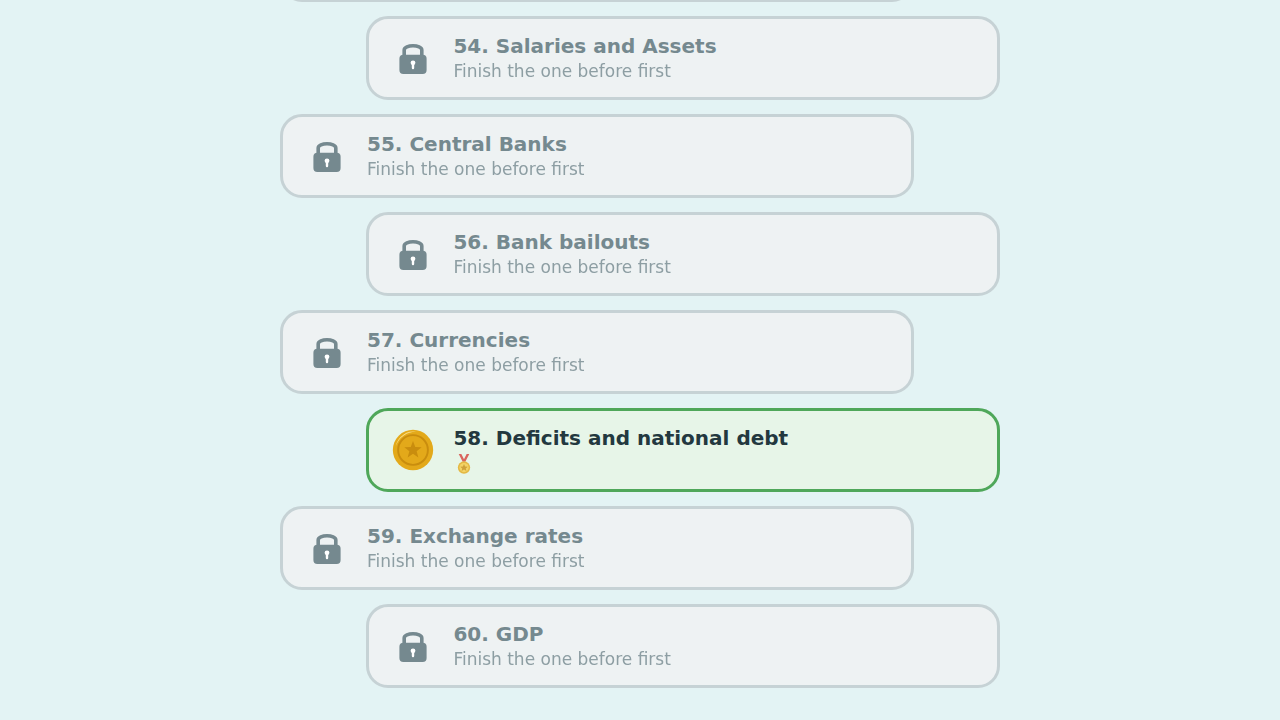 54. Salaries and Assets
Finish the one before first
55. Central Banks
Finish the one before first
56. Bank bailouts
Finish the one before first
57. Currencies
Finish the one before first
58. Deficits and national debt
59. Exchange rates
Finish the one before first
60. GDP
Finish the one before first